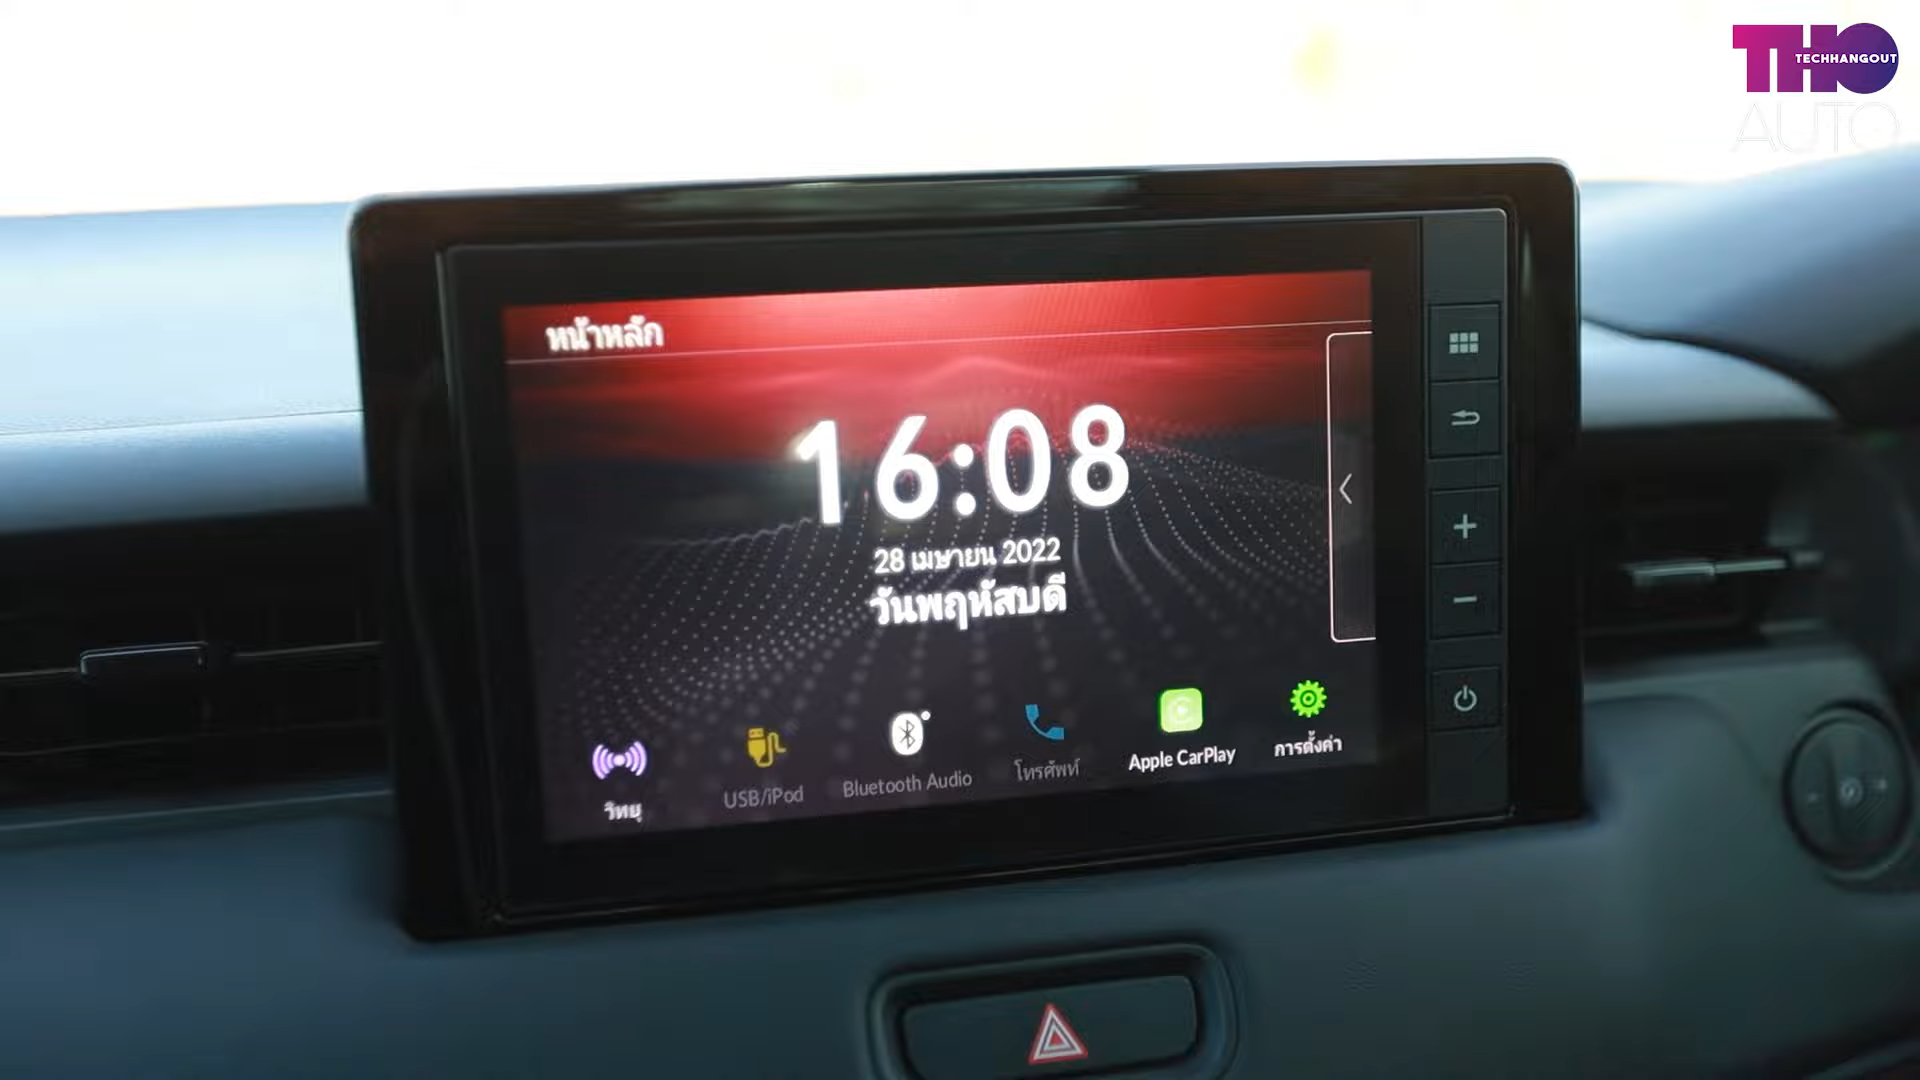 THO
TECHHANGOUT
AUTO
หน้าหลัก
16:08
28 เมษายน 2022
วันพฤหัสบดี
วิทยุ
USB/iPod
Bluetooth Audio
โทรศัพท์
Apple CarPlay
การตั้งค่า